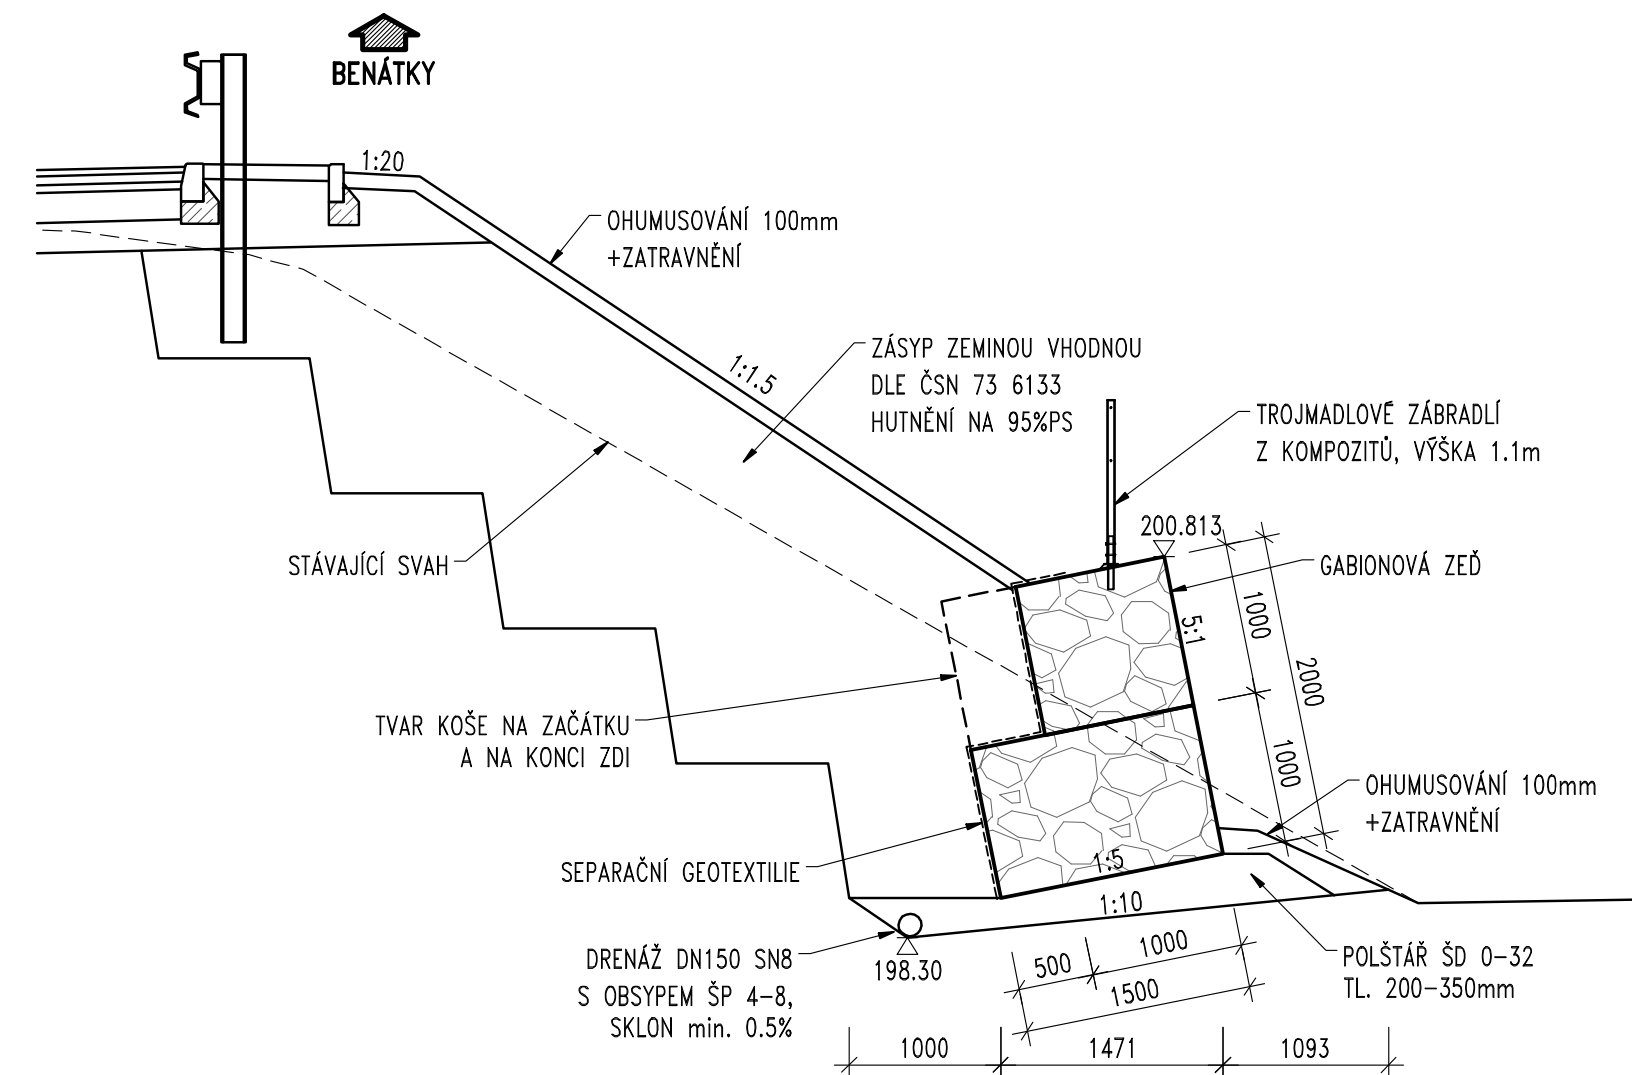 BENÁTKY
1:20
OHUMUSOVÁNÍ 100mm
+ZATRAVNĚNÍ
1:1.5
ZÁSYP ZEMINOU VHODNOU
DLE ČSN 73 6133
HUTNĚNÍ NA 95%PS
TROJMADLOVÉ ZÁBRADLÍ
Z KOMPOZITŮ, VÝŠKA 1.1m
200.813
STÁVAJÍCÍ SVAH
GABIONOVÁ ZEĎ
5:1
1000
2000
1000
TVAR KOŠE NA ZAČÁTKU
A NA KONCI ZDI
OHUMUSOVÁNÍ 100mm
+ZATRAVNĚNÍ
SEPARAČNÍ GEOTEXTILIE
1:5
1:10
DRENÁŽ DN150 SN8
S OBSYPEM ŠP 4-8,
SKLON min. 0.5%
198.30
500
1000
1500
POLŠTÁŘ ŠD 0-32
TL. 200-350mm
1000
1471
1093